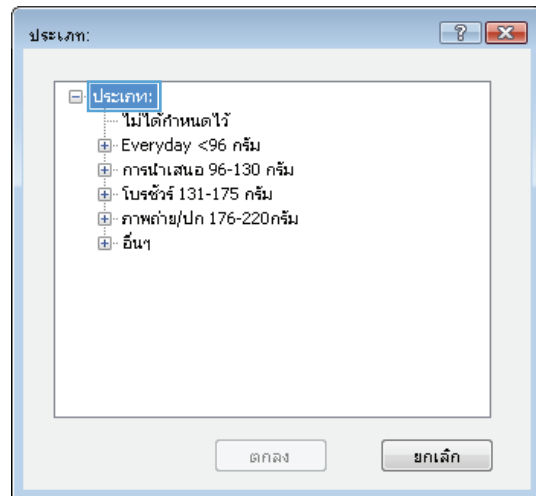 ประเภท:
ประเภท:
ไม่ได้กำหนดไว้
Everyday <96 กรัม
การนำเสนอ 96-130 กรัม
โบรชัวร์ 131-175 กรัม
ภาพถ่าย/ปก 176-220กรัม
อื่นๆ
ตกลง ยกเลิก